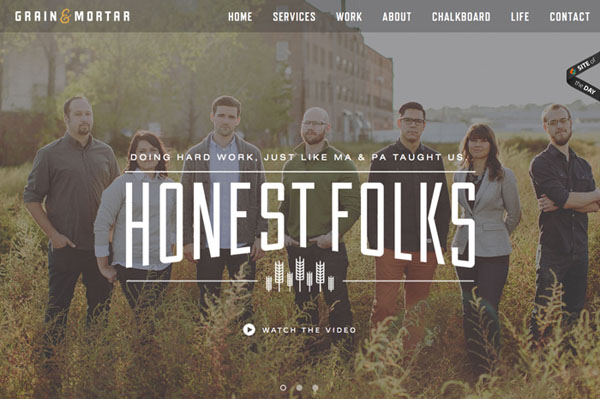 GRAIN & MORTAR
HOME SERVICES WORK ABOUT CHALKBOARD LIFE CONTACT
SITE of
the DAY
DOING HARD WORK, JUST LIKE MA & PA TAUGHT US.
HONEST FOLKS
WATCH THE VIDEO